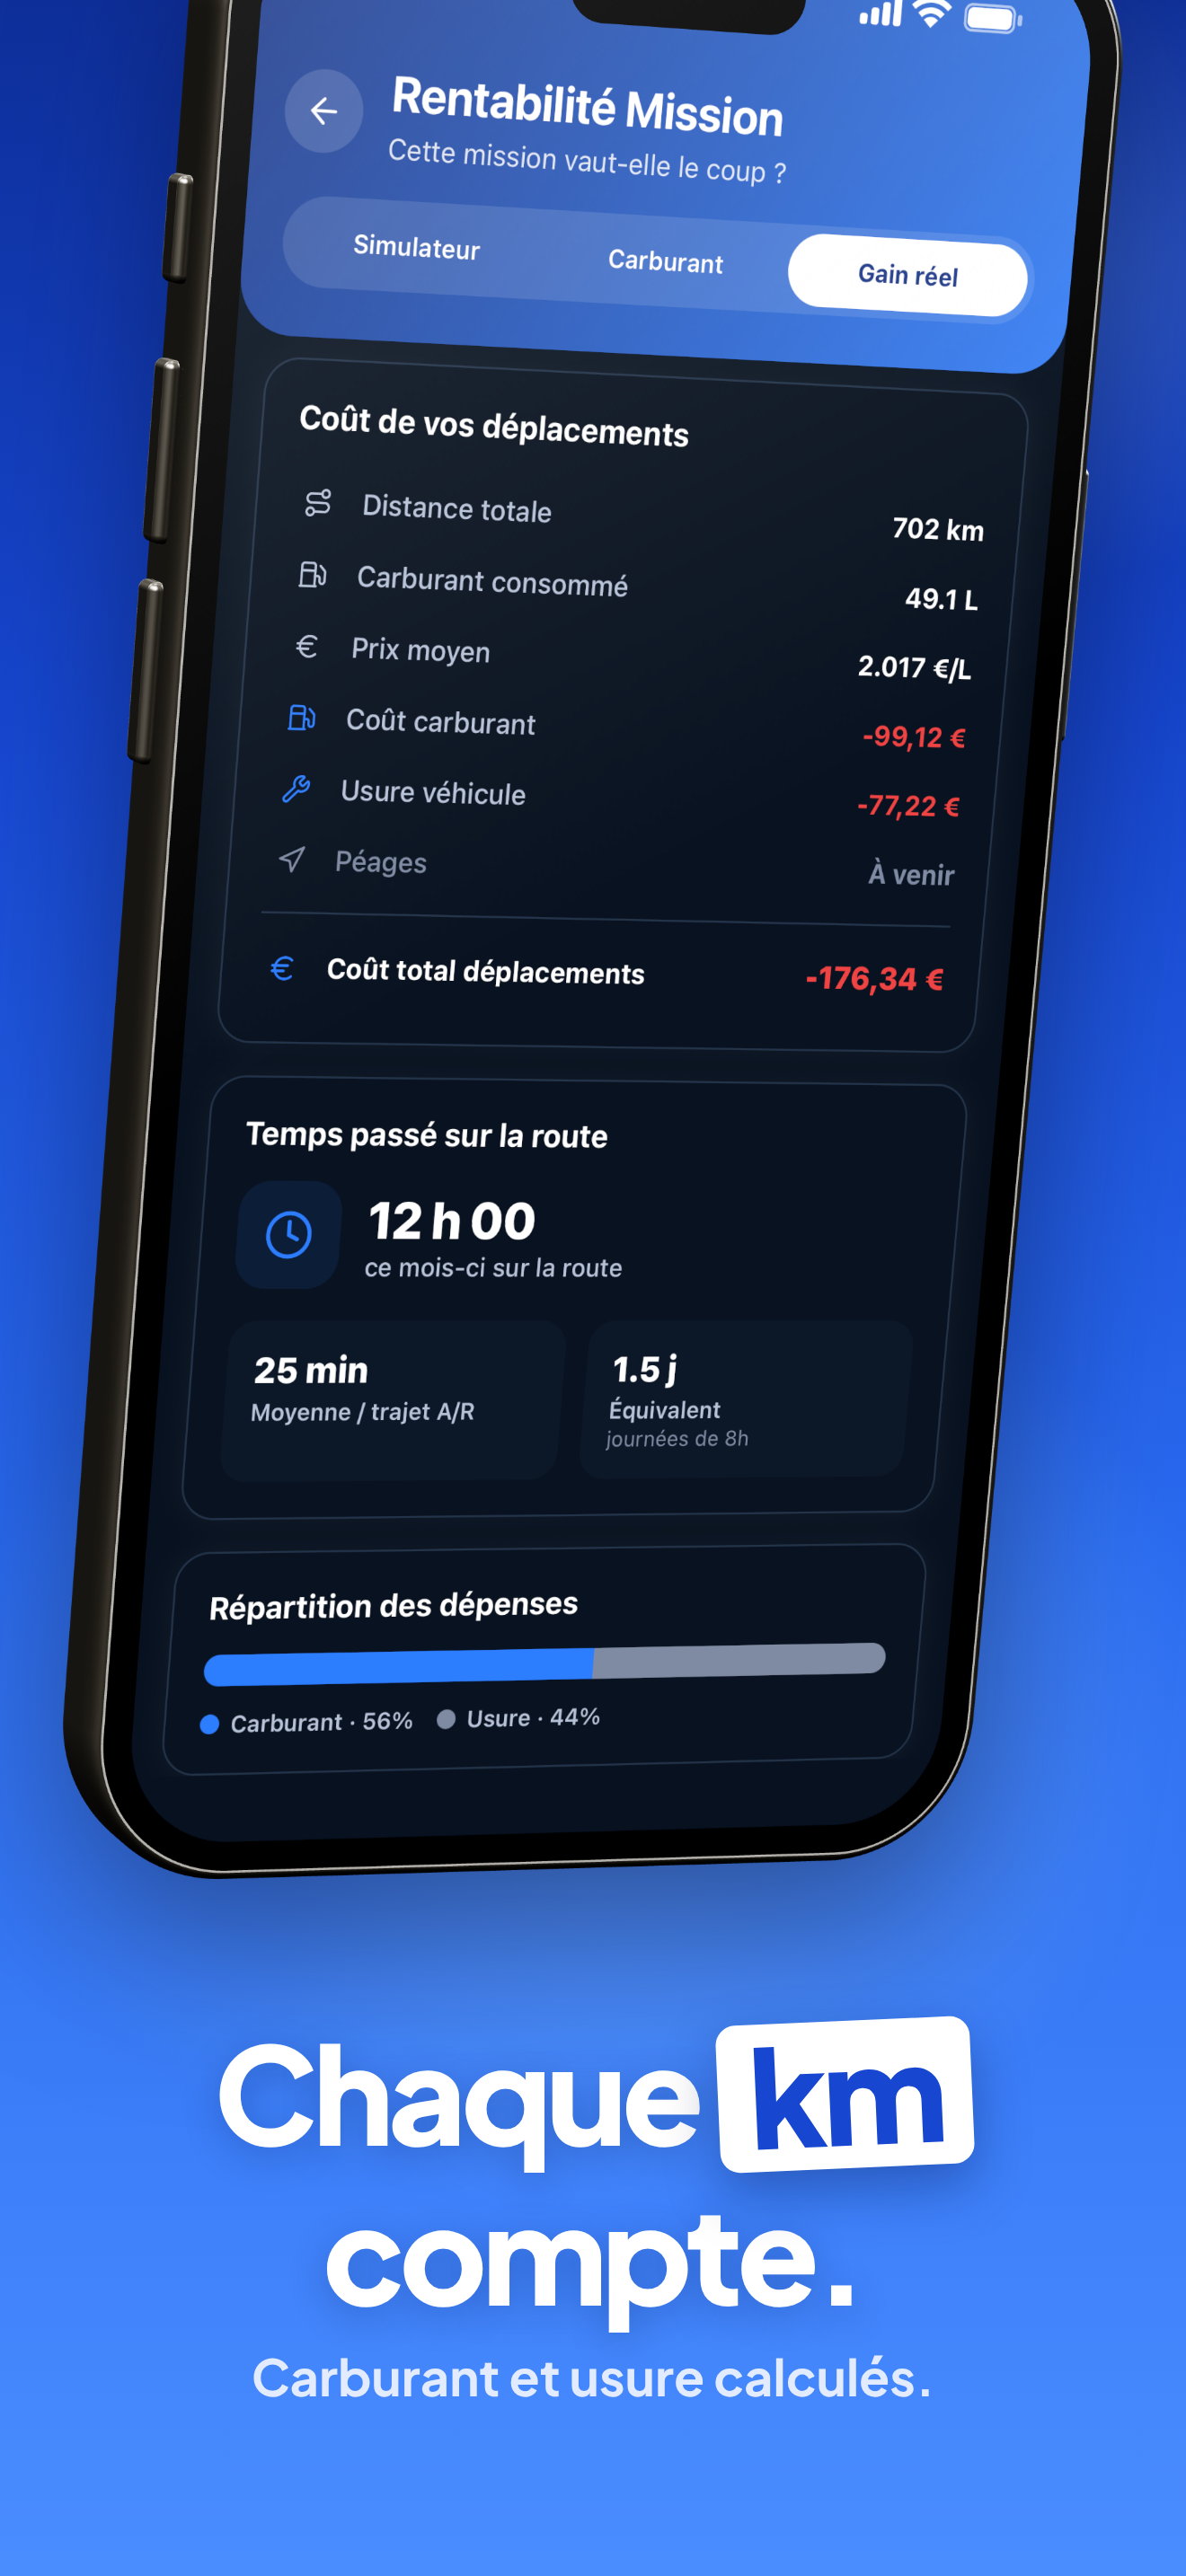 Rentabilité Mission
Cette mission vaut-elle le coup ?
Simulateur Carburant Gain réel
Coût de vos déplacements
Distance totale 702 km
Carburant consommé 49.1 L
€ Prix moyen 2.017 €/L
Coût carburant -99,12 €
Usure véhicule -77,22 €
Péages À venir
€ Coût total déplacements -176,34 €
Temps passé sur la route
12 h 00
ce mois-ci sur la route
25 min
Moyenne / trajet A/R
1.5 j
Équivalent
journées de 8h
Répartition des dépenses
Carburant · 56% Usure · 44%
Chaque km
compte.
Carburant et usure calculés.